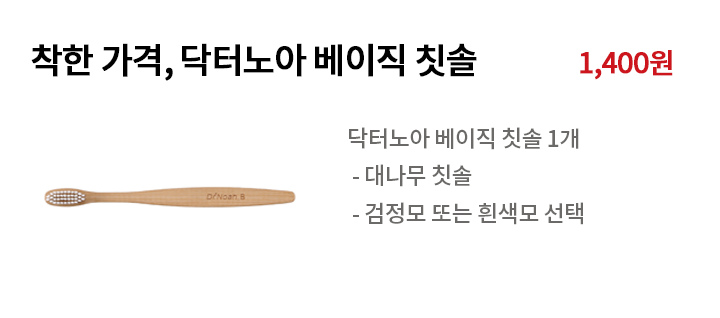 착한 가격, 닥터노아 베이직 칫솔
1,400원
닥터노아 베이직 칫솔 1개
- 대나무 칫솔
- 검정모 또는 흰색모 선택
Dr.Noah. B